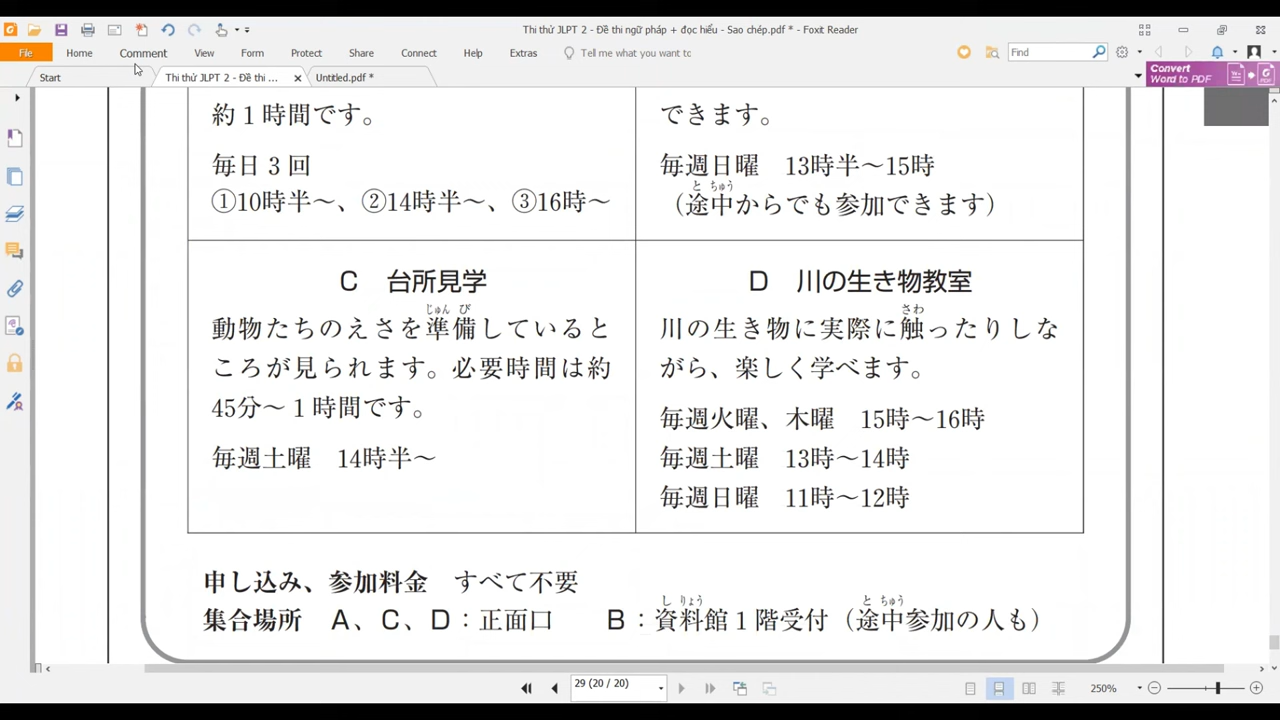 Thi thử JLPT 2 - Đề thi ngữ pháp + đọc hiểu - Sao chép.pdf * - Foxit Reader
File Home Comment View Form Protect Share Connect Help Extras Tell me what you want to Find
Start Thi thử JLPT 2 - Đề thi ... Untitled.pdf * Convert Word to PDF
約１時間です。
毎日３回
①10時半～、②14時半～、③16時～
できます。
毎週日曜　13時半～15時
（途中からでも参加できます）
と ちゅう
C　台所見学
動物たちのえさを準備していると
じゅん び
ころが見られます。必要時間は約
45分～１時間です。
毎週土曜　14時半～
D　川の生き物教室
川の生き物に実際に触ったりしな
さわ
がら、楽しく学べます。
毎週火曜、木曜　15時～16時
毎週土曜　13時～14時
毎週日曜　11時～12時
申し込み、参加料金　すべて不要
集合場所　A、C、D：正面口　　B：資料館１階受付（途中参加の人も）
し りょう と ちゅう
29 (20 / 20) 250%